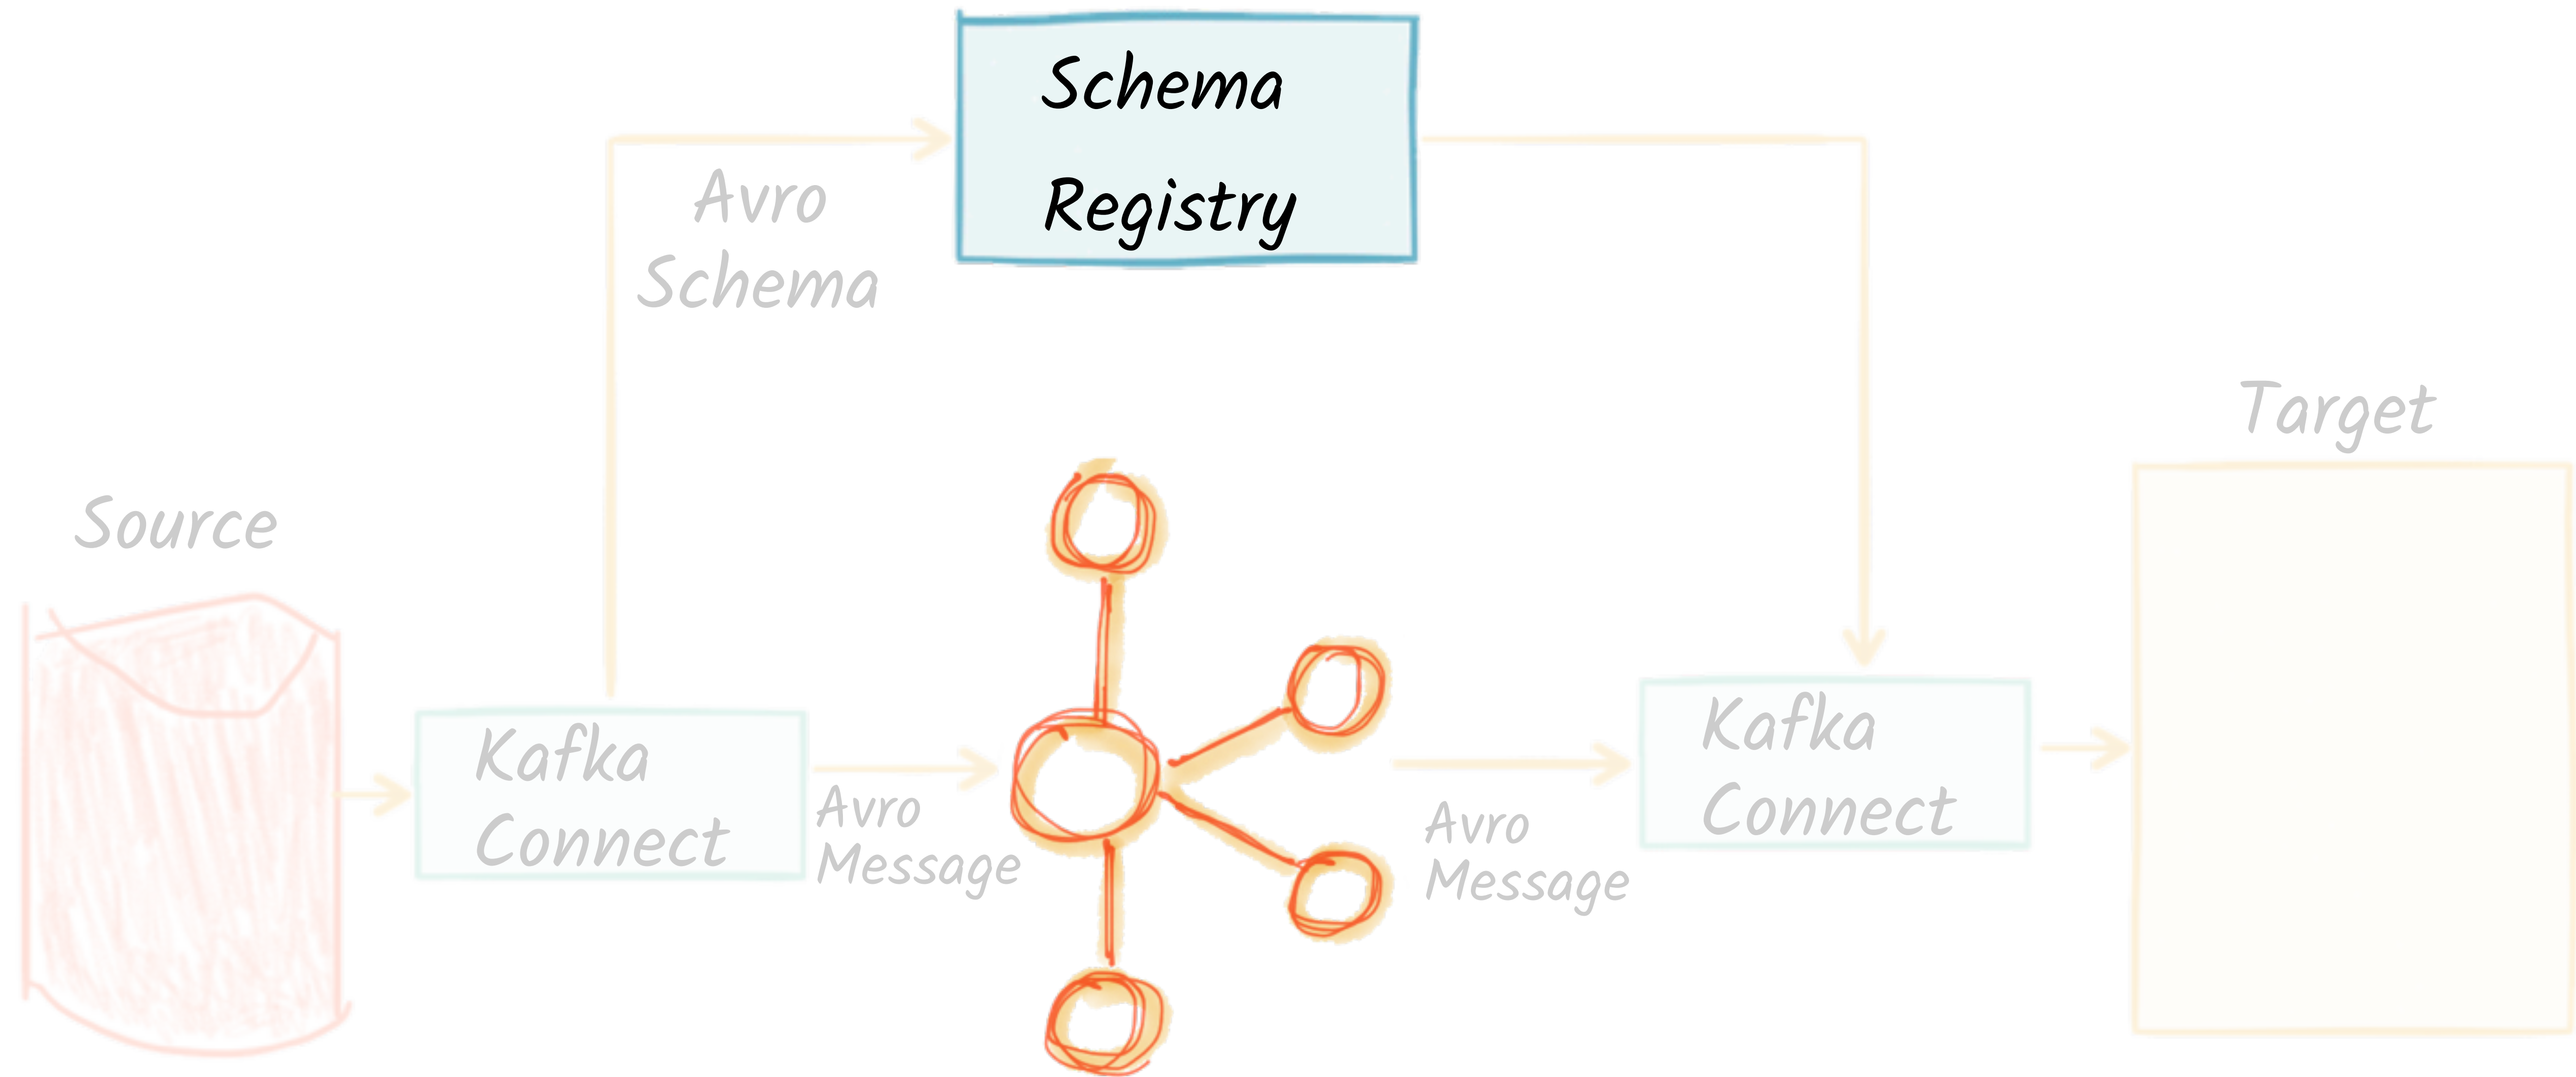 Schema
Registry
Avro
Schema
Target
Source
Kafka
Connect
Avro
Message
Avro
Message
Kafka
Connect